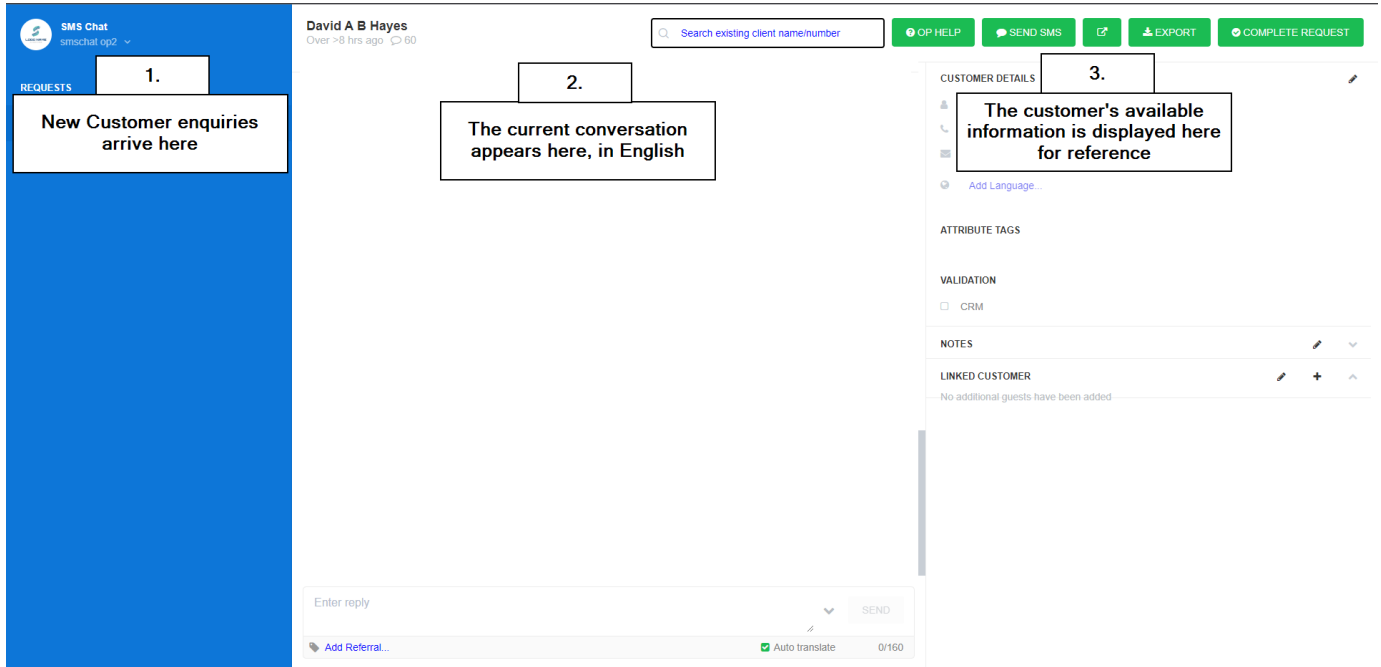 SMS Chat
smschat op2
REQUESTS
1.
New Customer enquiries
arrive here
David A B Hayes
Over >8 hrs ago 60
Search existing client name/number
OP HELP
SEND SMS
EXPORT
COMPLETE REQUEST
2.
The current conversation
appears here, in English
CUSTOMER DETAILS
3.
The customer's available
information is displayed here
for reference
Add Language...
ATTRIBUTE TAGS
VALIDATION
CRM
NOTES
LINKED CUSTOMER
No additional guests have been added
Enter reply
SEND
Add Referral...
Auto translate
0/160